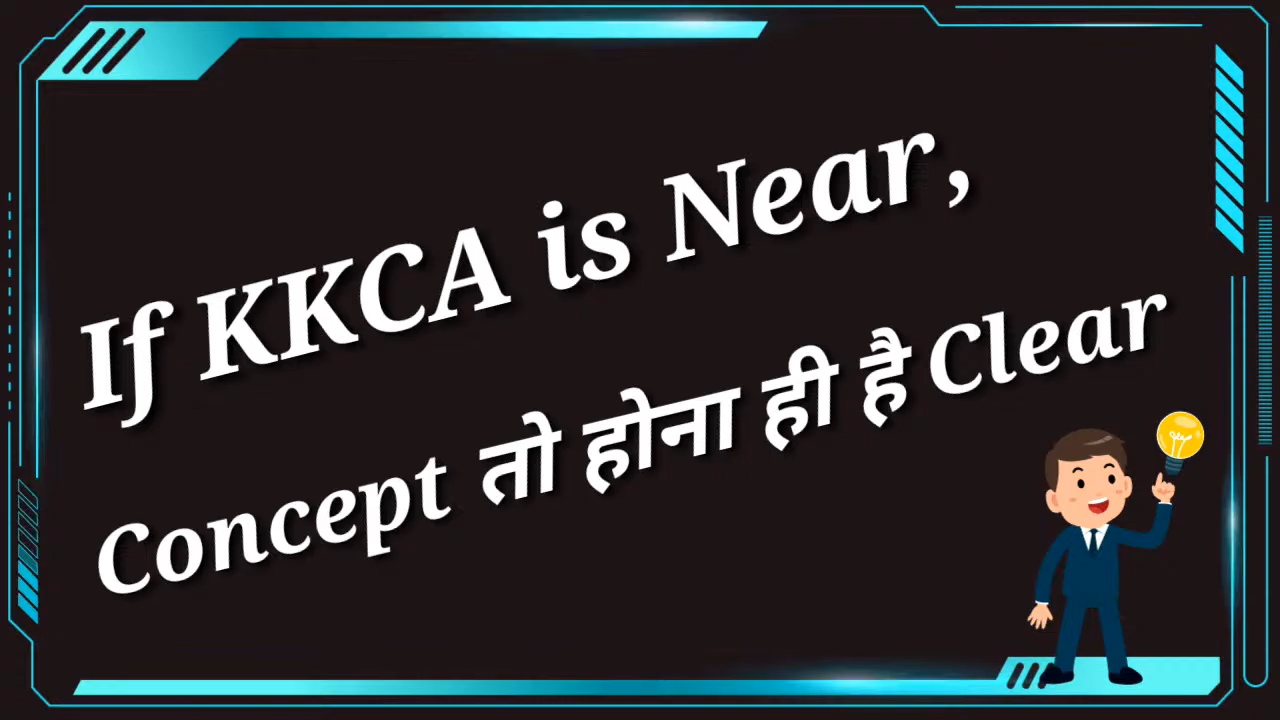 If KKCA is Near,
Concept तो होना ही है Clear